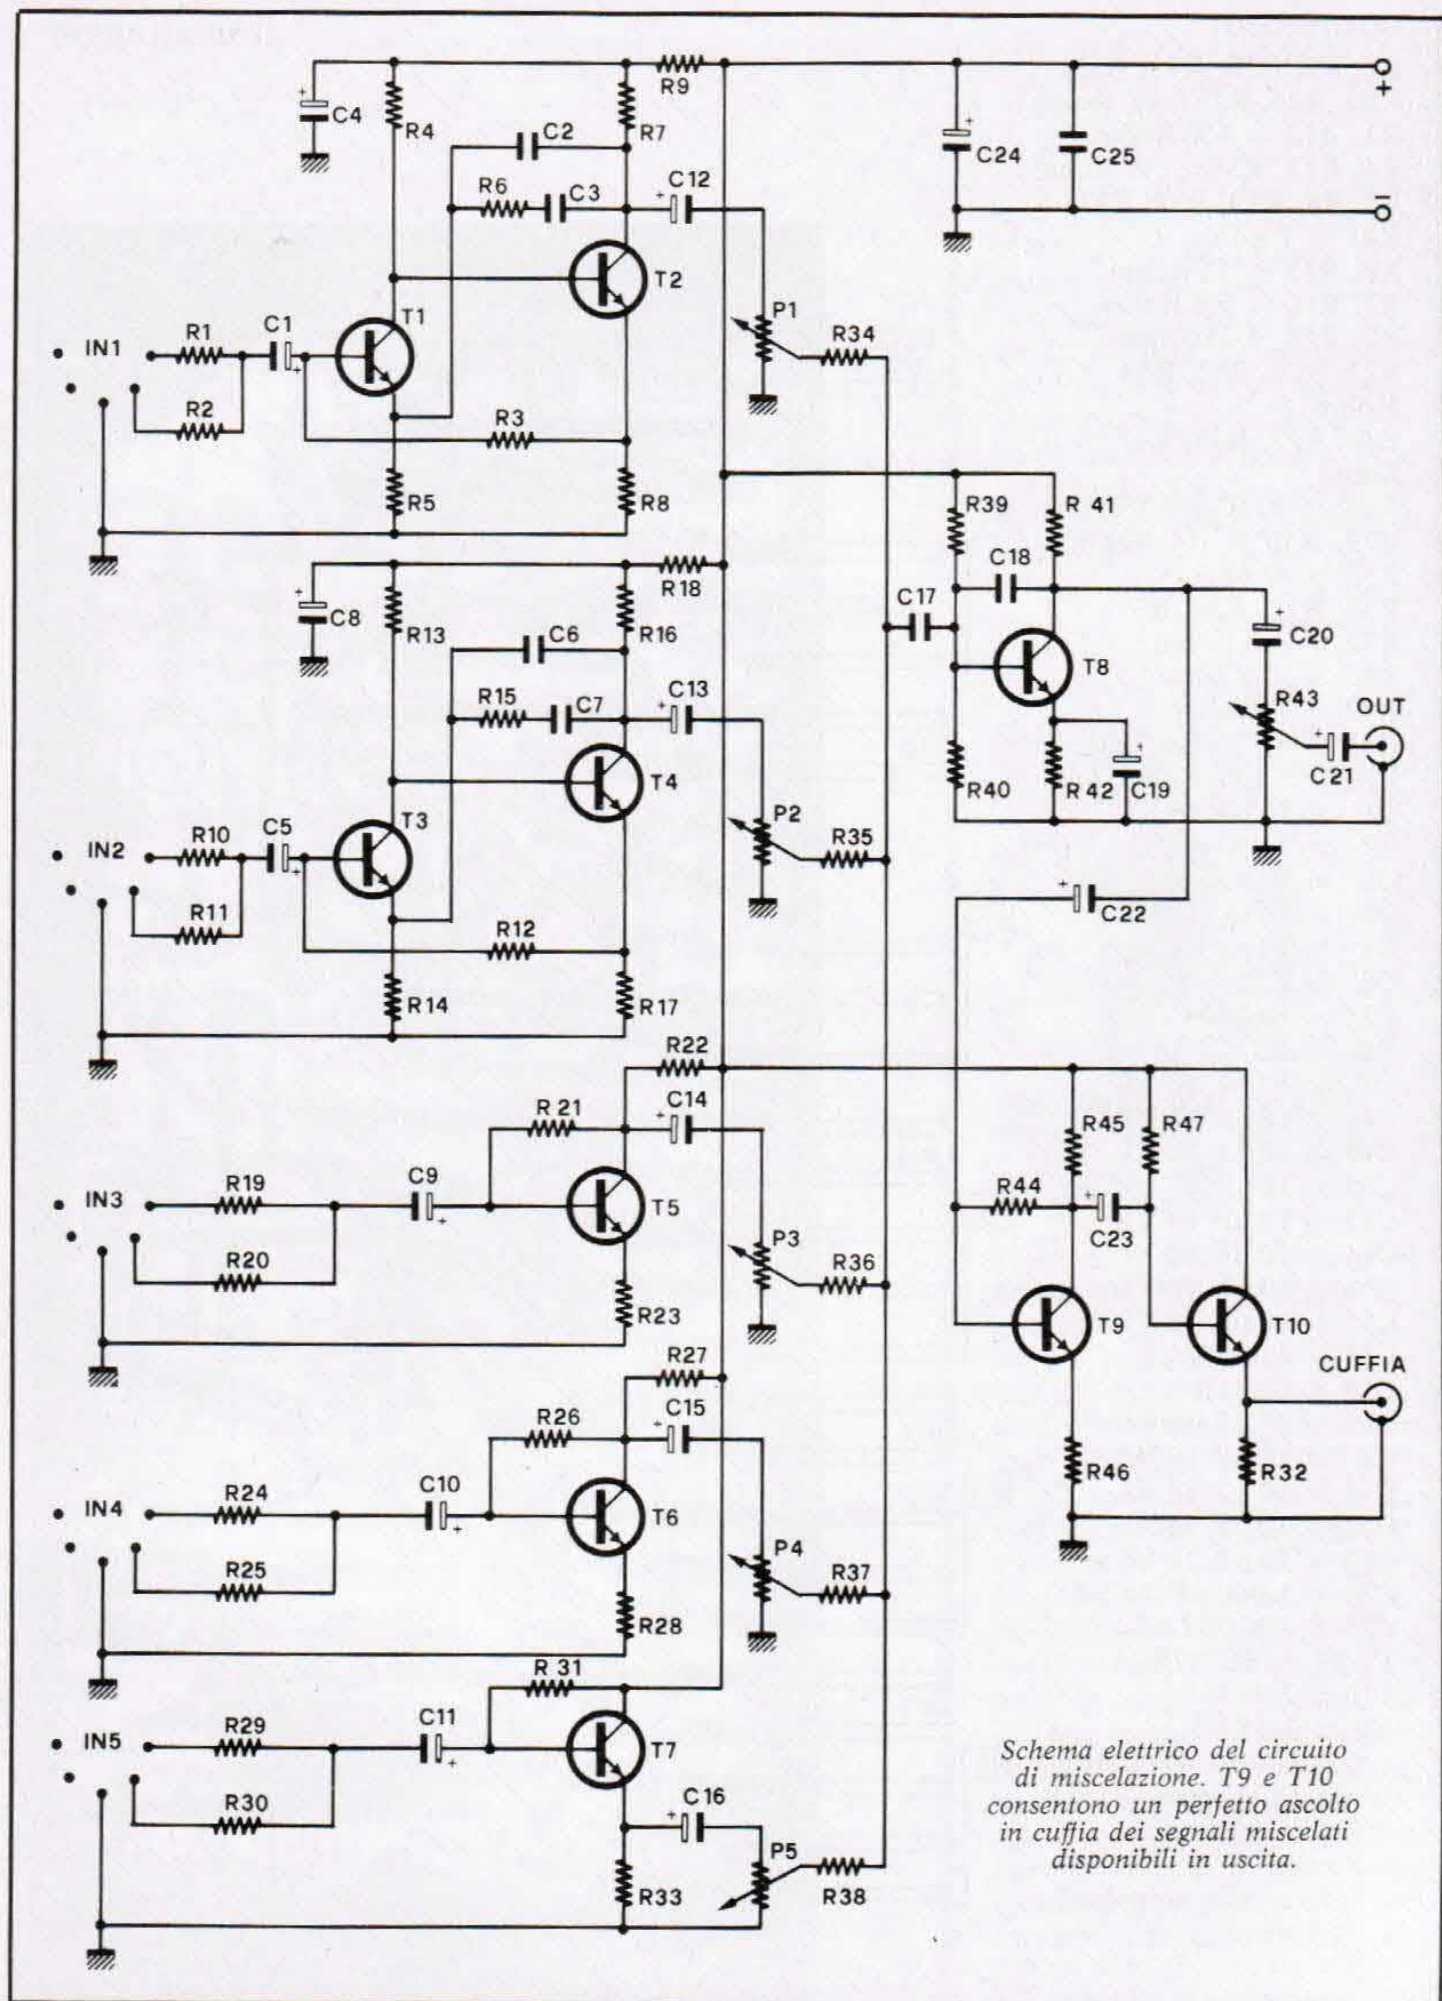 R9
+
C4
R4
R7
C2
C24
C25
R6
C3
C12
−
T2
T1
P1
IN1
R1
C1
R34
R2
R3
R5
R8
R39
R 41
R18
C18
C8
R13
R16
C17
C6
C20
T8
R15
C7
C13
R43
OUT
T4
C21
R40
R 42
C19
T3
P2
IN2
R10
C5
R35
R11
C22
R12
R14
R17
R22
R 21
C14
R45
R47
R19
C9
IN3
T5
R44
C23
R20
P3
R36
R23
T9
T10
R27
CUFFIA
R26
C15
R46
R32
R24
C10
IN4
T6
R25
P4
R37
R28
R 31
R29
C11
IN5
T7
R30
C16
P5
R33
R38
Schema elettrico del circuito
di miscelazione. T9 e T10
consentono un perfetto ascolto
in cuffia dei segnali miscelati
disponibili in uscita.